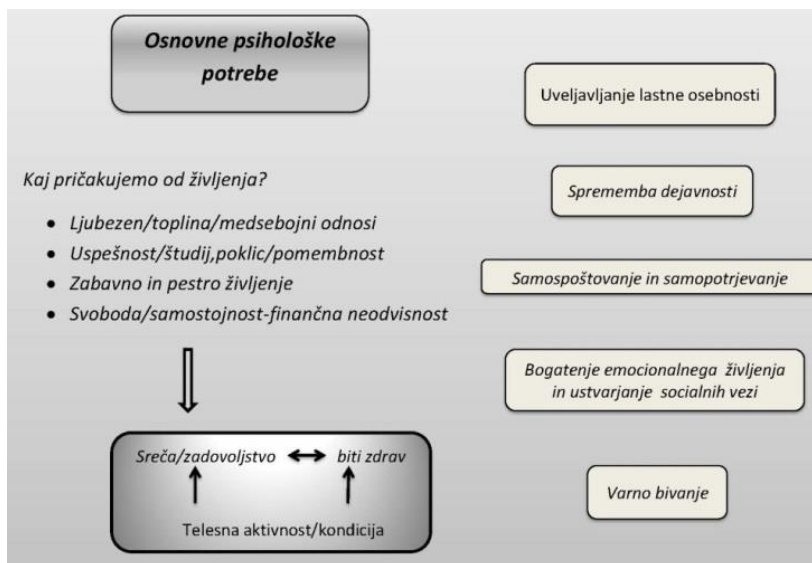 Osnovne psihološke
potrebe
Kaj pričakujemo od življenja?
• Ljubezen/toplina/medsebojni odnosi
• Uspešnost/študij,poklic/pomembnost
• Zabavno in pestro življenje
• Svoboda/samostojnost-finančna neodvisnost
Sreča/zadovoljstvo biti zdrav
Telesna aktivnost/kondicija
Uveljavljanje lastne osebnosti
Sprememba dejavnosti
Samospoštovanje in samopotrjevanje
Bogatenje emocionalnega življenja
in ustvarjanje socialnih vezi
Varno bivanje